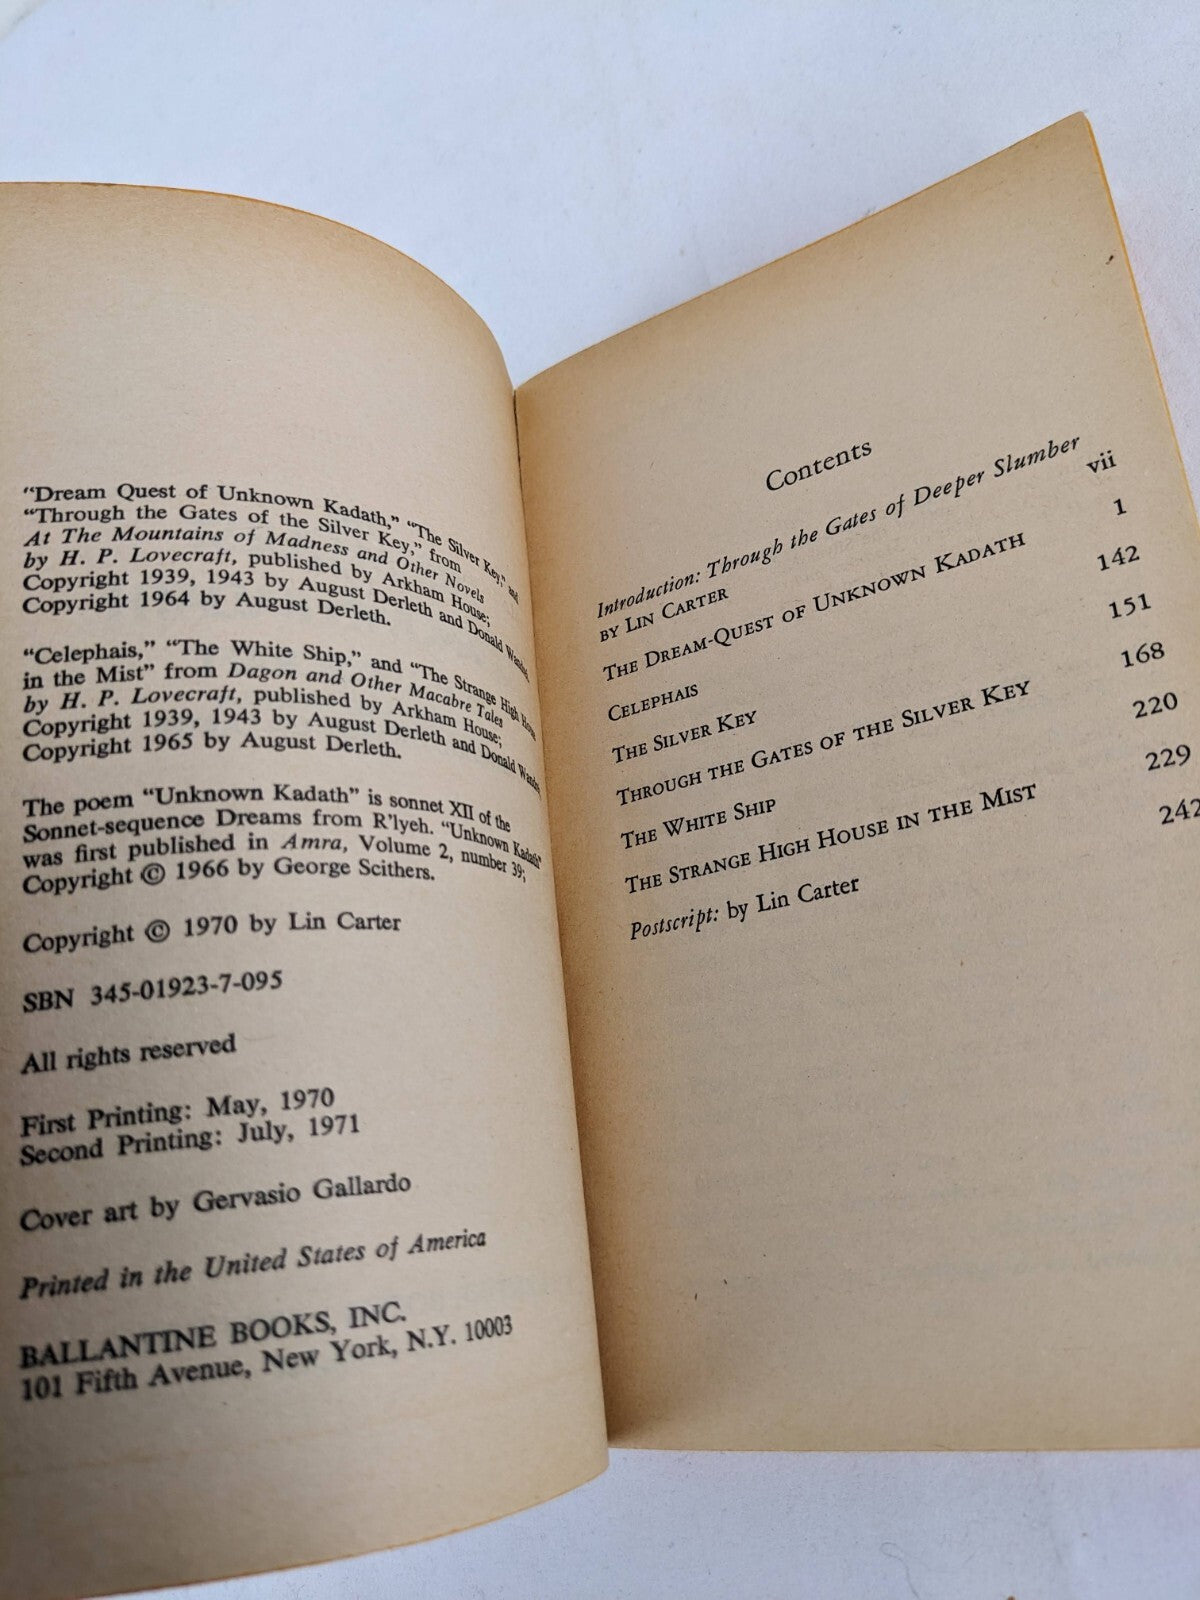 “Dream Quest of Unknown Kadath,” “The Silver Key,” and
“Through the Gates of the Silver Key,” from
At The Mountains of Madness and Other Novels
by H. P. Lovecraft, published by Arkham House;
Copyright 1939, 1943 by August Derleth and Donald Wandrei,
Copyright 1964 by August Derleth.
“Celephais,” “The White Ship,” and “The Strange High House
in the Mist” from Dagon and Other Macabre Tales
by H. P. Lovecraft, published by Arkham House;
Copyright 1939, 1943 by August Derleth and Donald Wandrei,
Copyright 1965 by August Derleth.
The poem “Unknown Kadath” is sonnet XII of the
Sonnet-sequence Dreams from R'lyeh. “Unknown Kadath”
was first published in Amra, Volume 2, number 39;
Copyright © 1966 by George Scithers.
Copyright © 1970 by Lin Carter
SBN 345-01923-7-095
All rights reserved
First Printing: May, 1970
Second Printing: July, 1971
Cover art by Gervasio Gallardo
Printed in the United States of America
BALLANTINE BOOKS, INC.
101 Fifth Avenue, New York, N.Y. 10003
Contents
Introduction: Through the Gates of Deeper Slumber
BY LIN CARTER vii
THE DREAM-QUEST OF UNKNOWN KADATH 1
CELEPHAIS 142
THE SILVER KEY 151
THROUGH THE GATES OF THE SILVER KEY 168
THE WHITE SHIP 220
THE STRANGE HIGH HOUSE IN THE MIST 229
Postscript: by Lin Carter 242